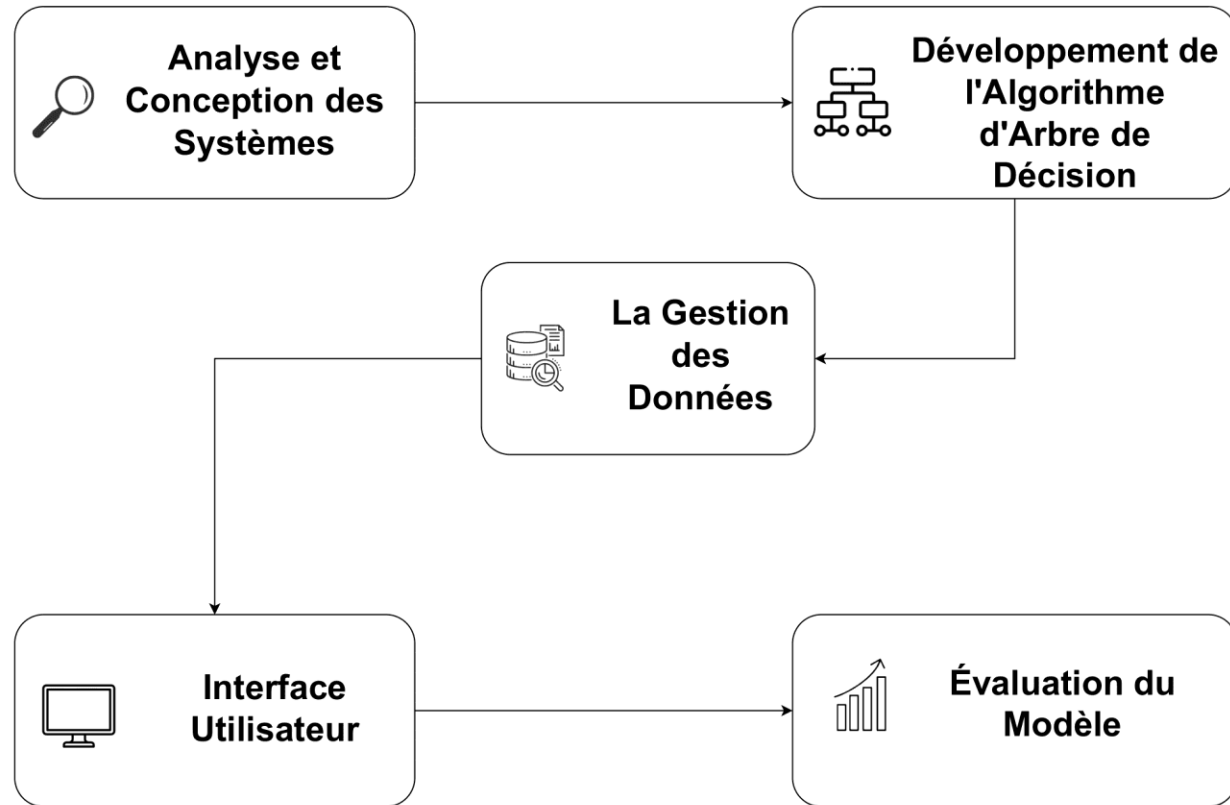 Analyse et
Conception des
Systèmes
Développement de
l'Algorithme
d'Arbre de
Décision
La Gestion
des
Données
Interface
Utilisateur
Évaluation du
Modèle